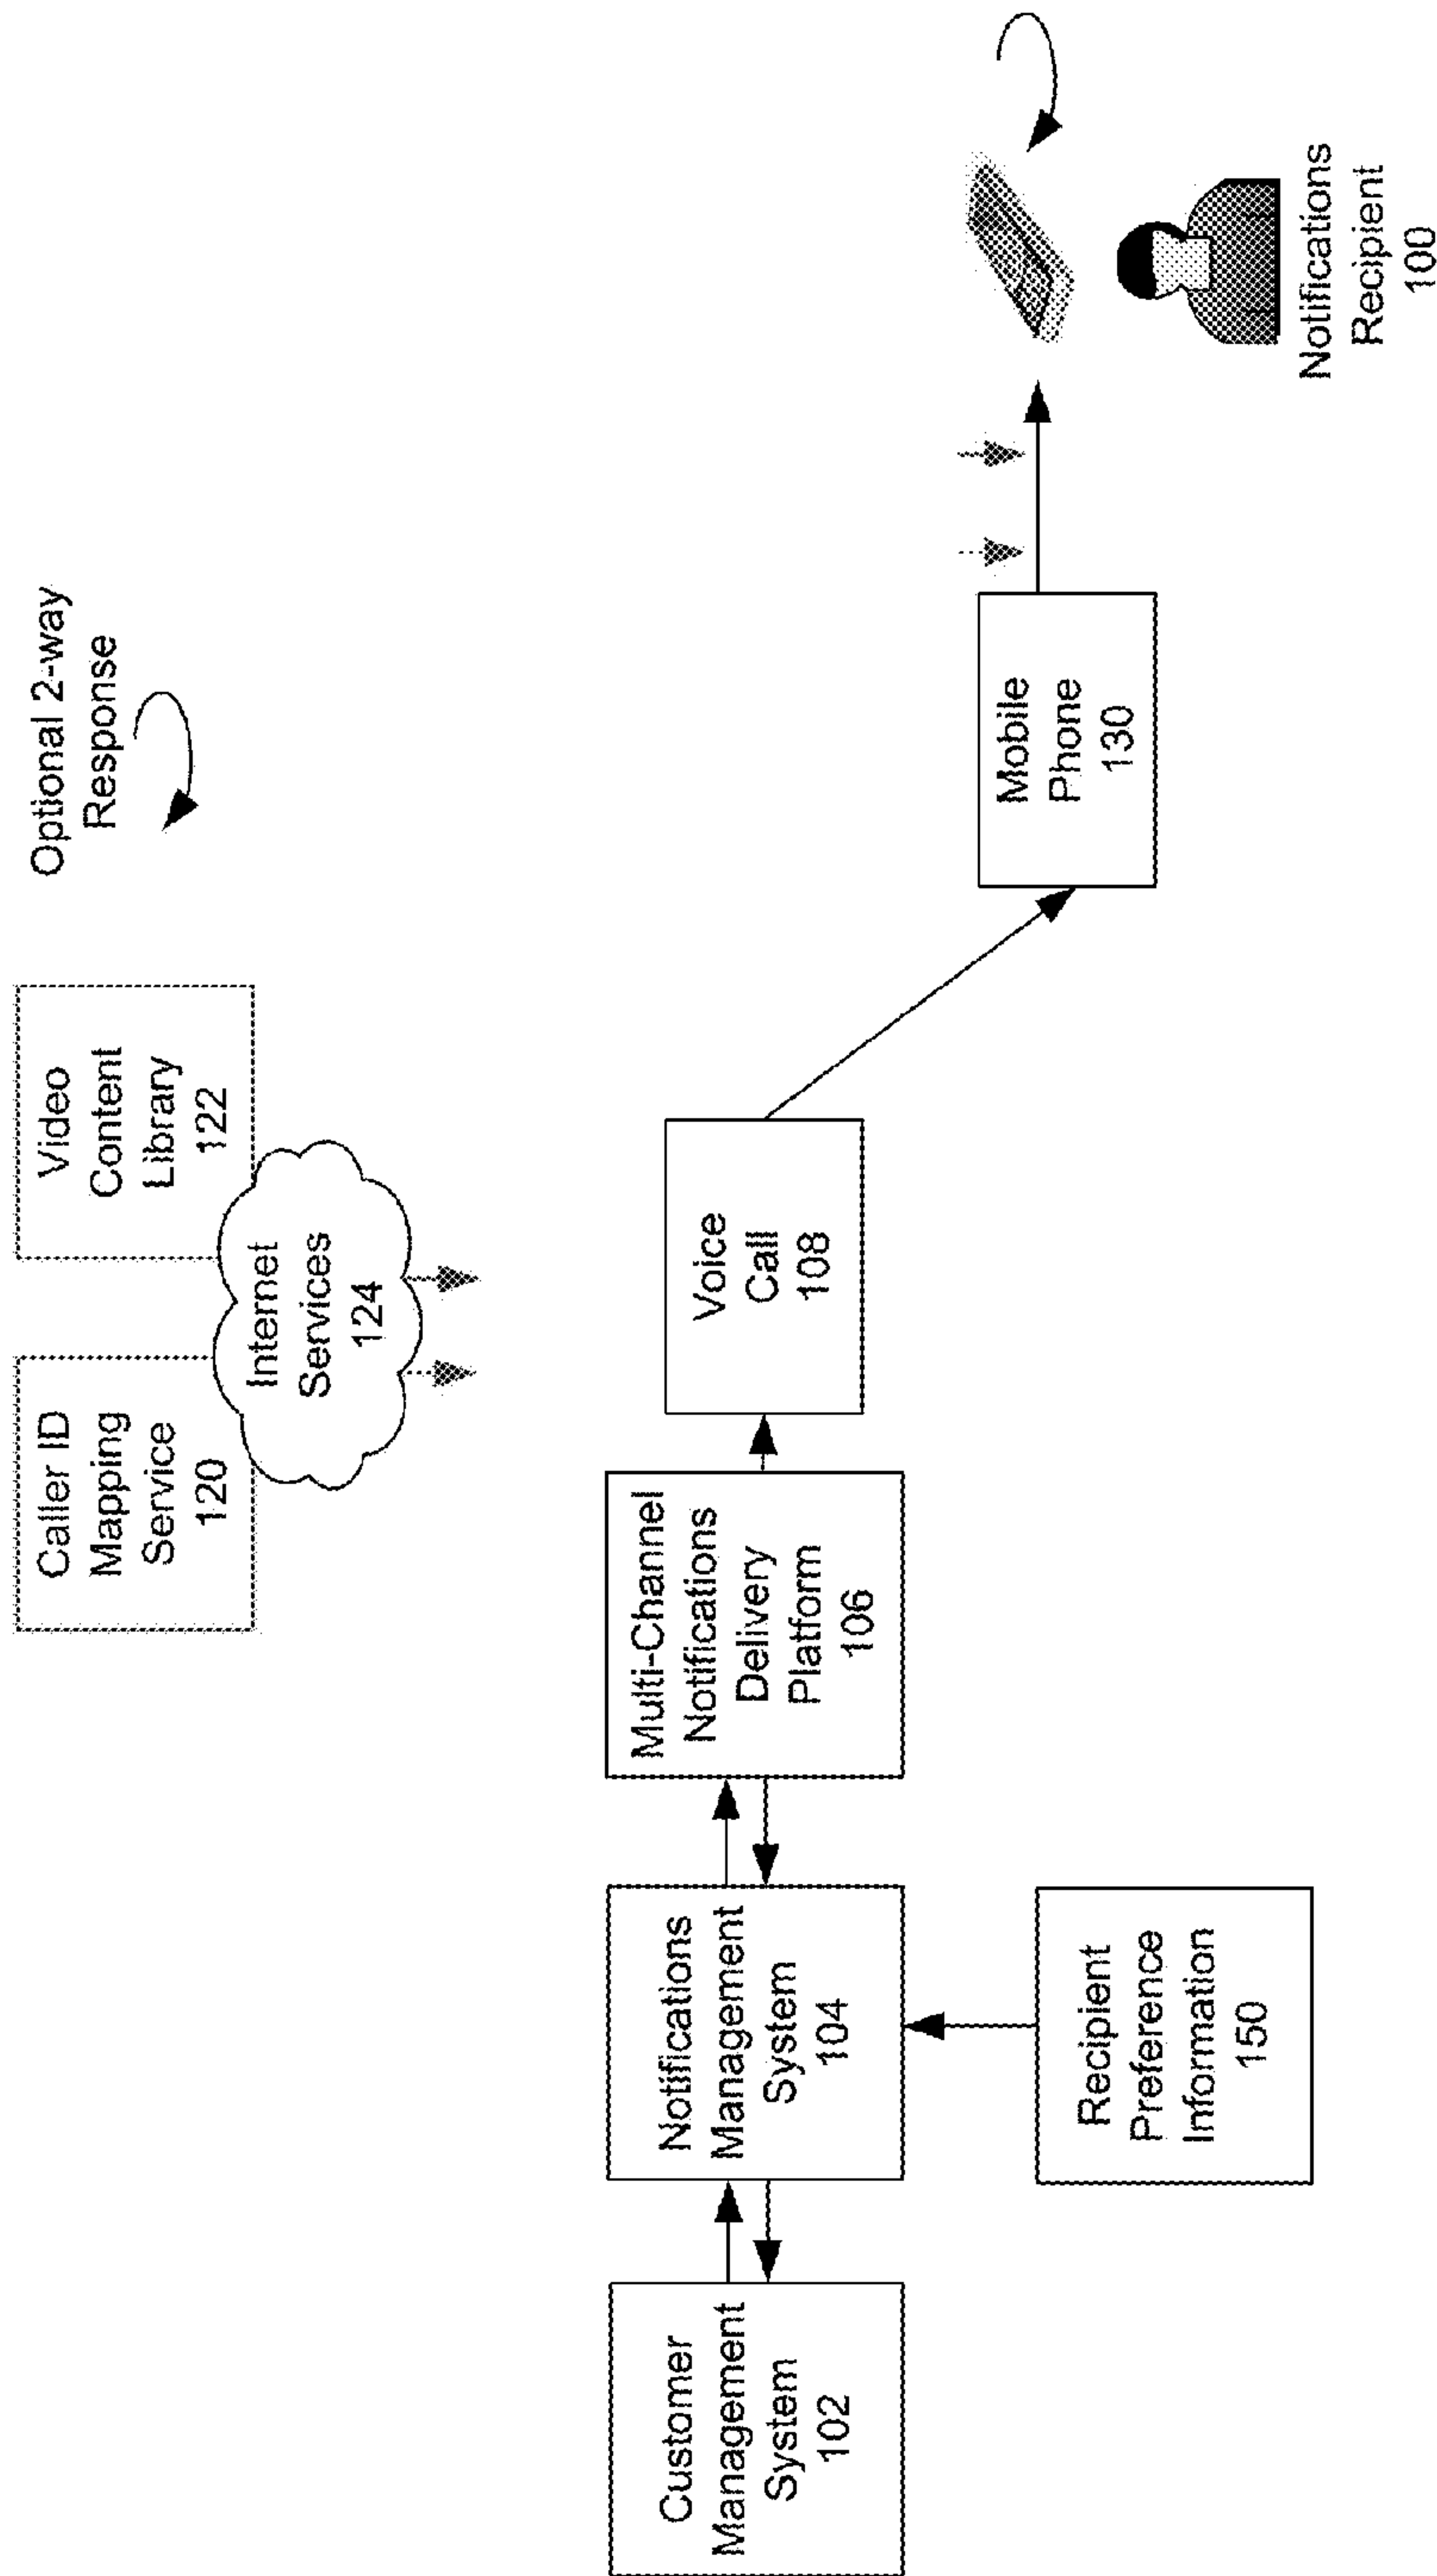 Caller ID
Mapping
Service
120
Video
Content
Library
122
Optional 2-way
Response
Internet
Services
124
Customer
Management
System
102
Notifications
Management
System
104
Multi-Channel
Notifications
Delivery
Platform
106
Voice
Call
108
Mobile
Phone
130
Recipient
Preference
Information
150
Notifications
Recipient
100